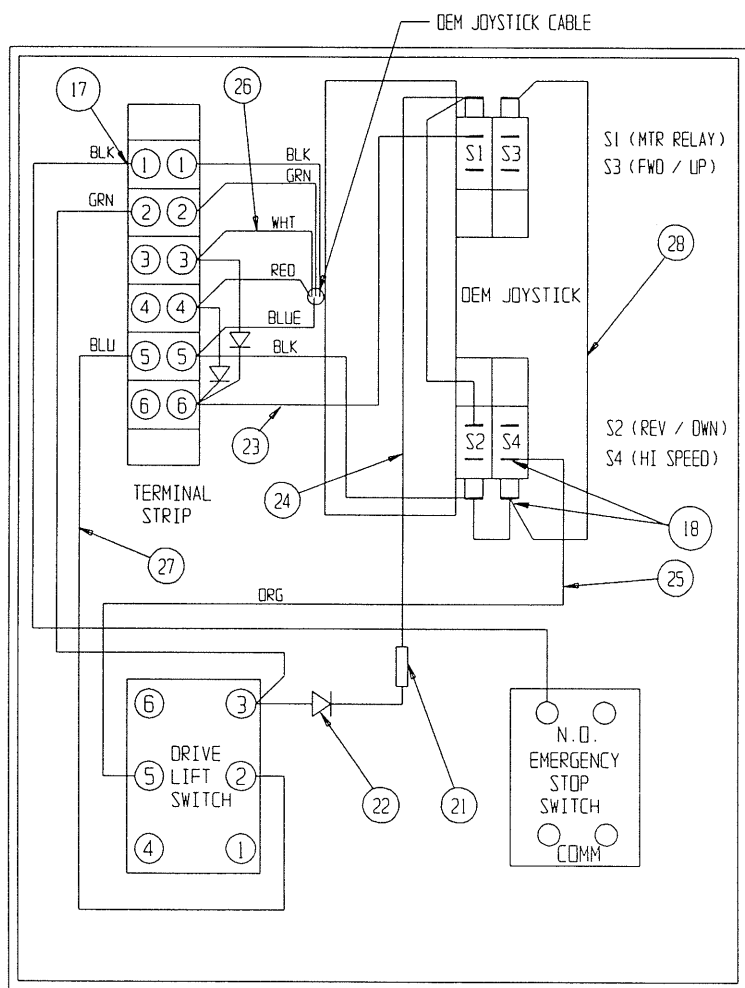 OEM JOYSTICK CABLE
17
26
BLK
1 1
BLK
GRN
S1 S3
S1 (MTR RELAY)
S3 (FWD / UP)
GRN
2 2
WHT
3 3
28
RED
4 4
OEM JOYSTICK
BLUE
BLU
5 5
BLK
6 6
23
S2 S4
S2 (REV / DWN)
S4 (HI SPEED)
TERMINAL
STRIP
24
18
27
25
ORG
6 3
21
N.O.
EMERGENCY
STOP
SWITCH
COMM
DRIVE
LIFT
SWITCH
5 2
22
4 1